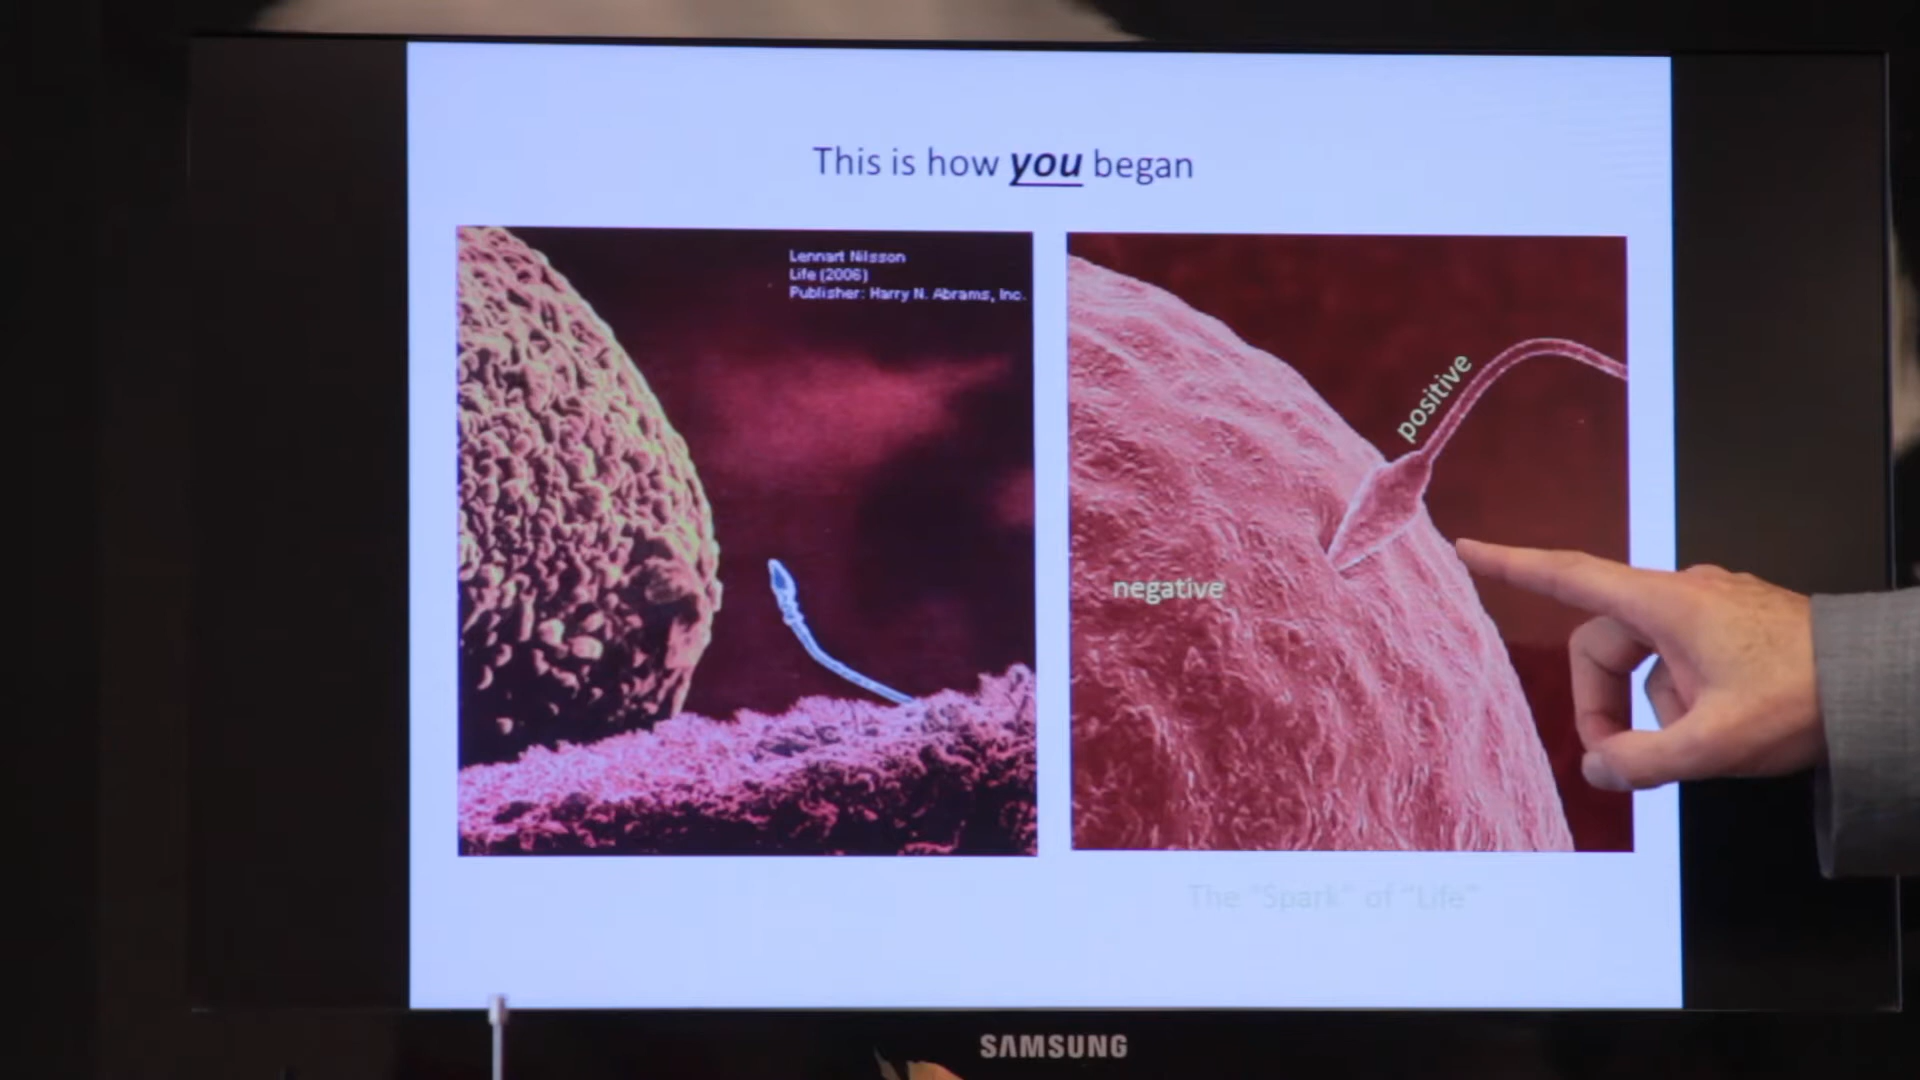 This is how you began
Lennart Nilsson
Life (2006)
Publisher: Harry N. Abrams, Inc.
positive
negative
The "Spark" of "Life"
SAMSUNG